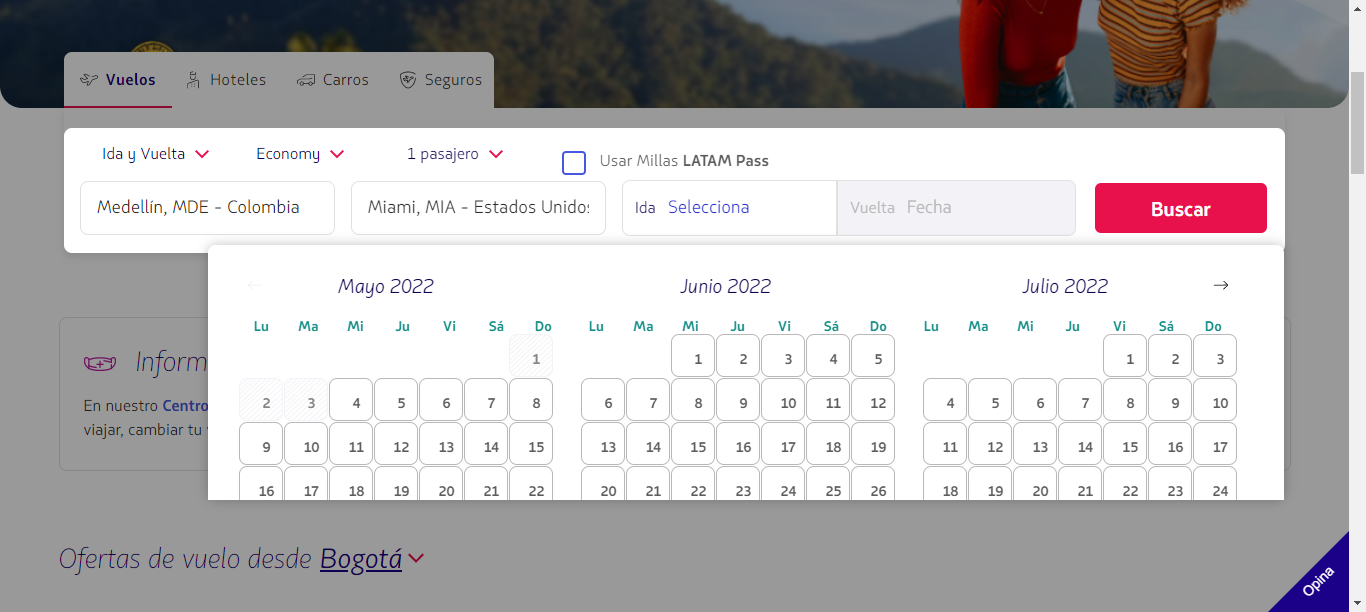 Vuelos Hoteles Carros Seguros
Ida y Vuelta Economy 1 pasajero Usar Millas LATAM Pass
Medellín, MDE - Colombia Miami, MIA - Estados Unidos Ida Selecciona Vuelta Fecha Buscar
← Mayo 2022 Junio 2022 Julio 2022 →
Lu Ma Mi Ju Vi Sá Do Lu Ma Mi Ju Vi Sá Do Lu Ma Mi Ju Vi Sá Do
1 1 2 3 4 5 1 2 3
2 3 4 5 6 7 8 6 7 8 9 10 11 12 4 5 6 7 8 9 10
9 10 11 12 13 14 15 13 14 15 16 17 18 19 11 12 13 14 15 16 17
16 17 18 19 20 21 22 20 21 22 23 24 25 26 18 19 20 21 22 23 24
Inform
En nuestro Centro
viajar, cambiar tu
Ofertas de vuelo desde Bogotá
Opina